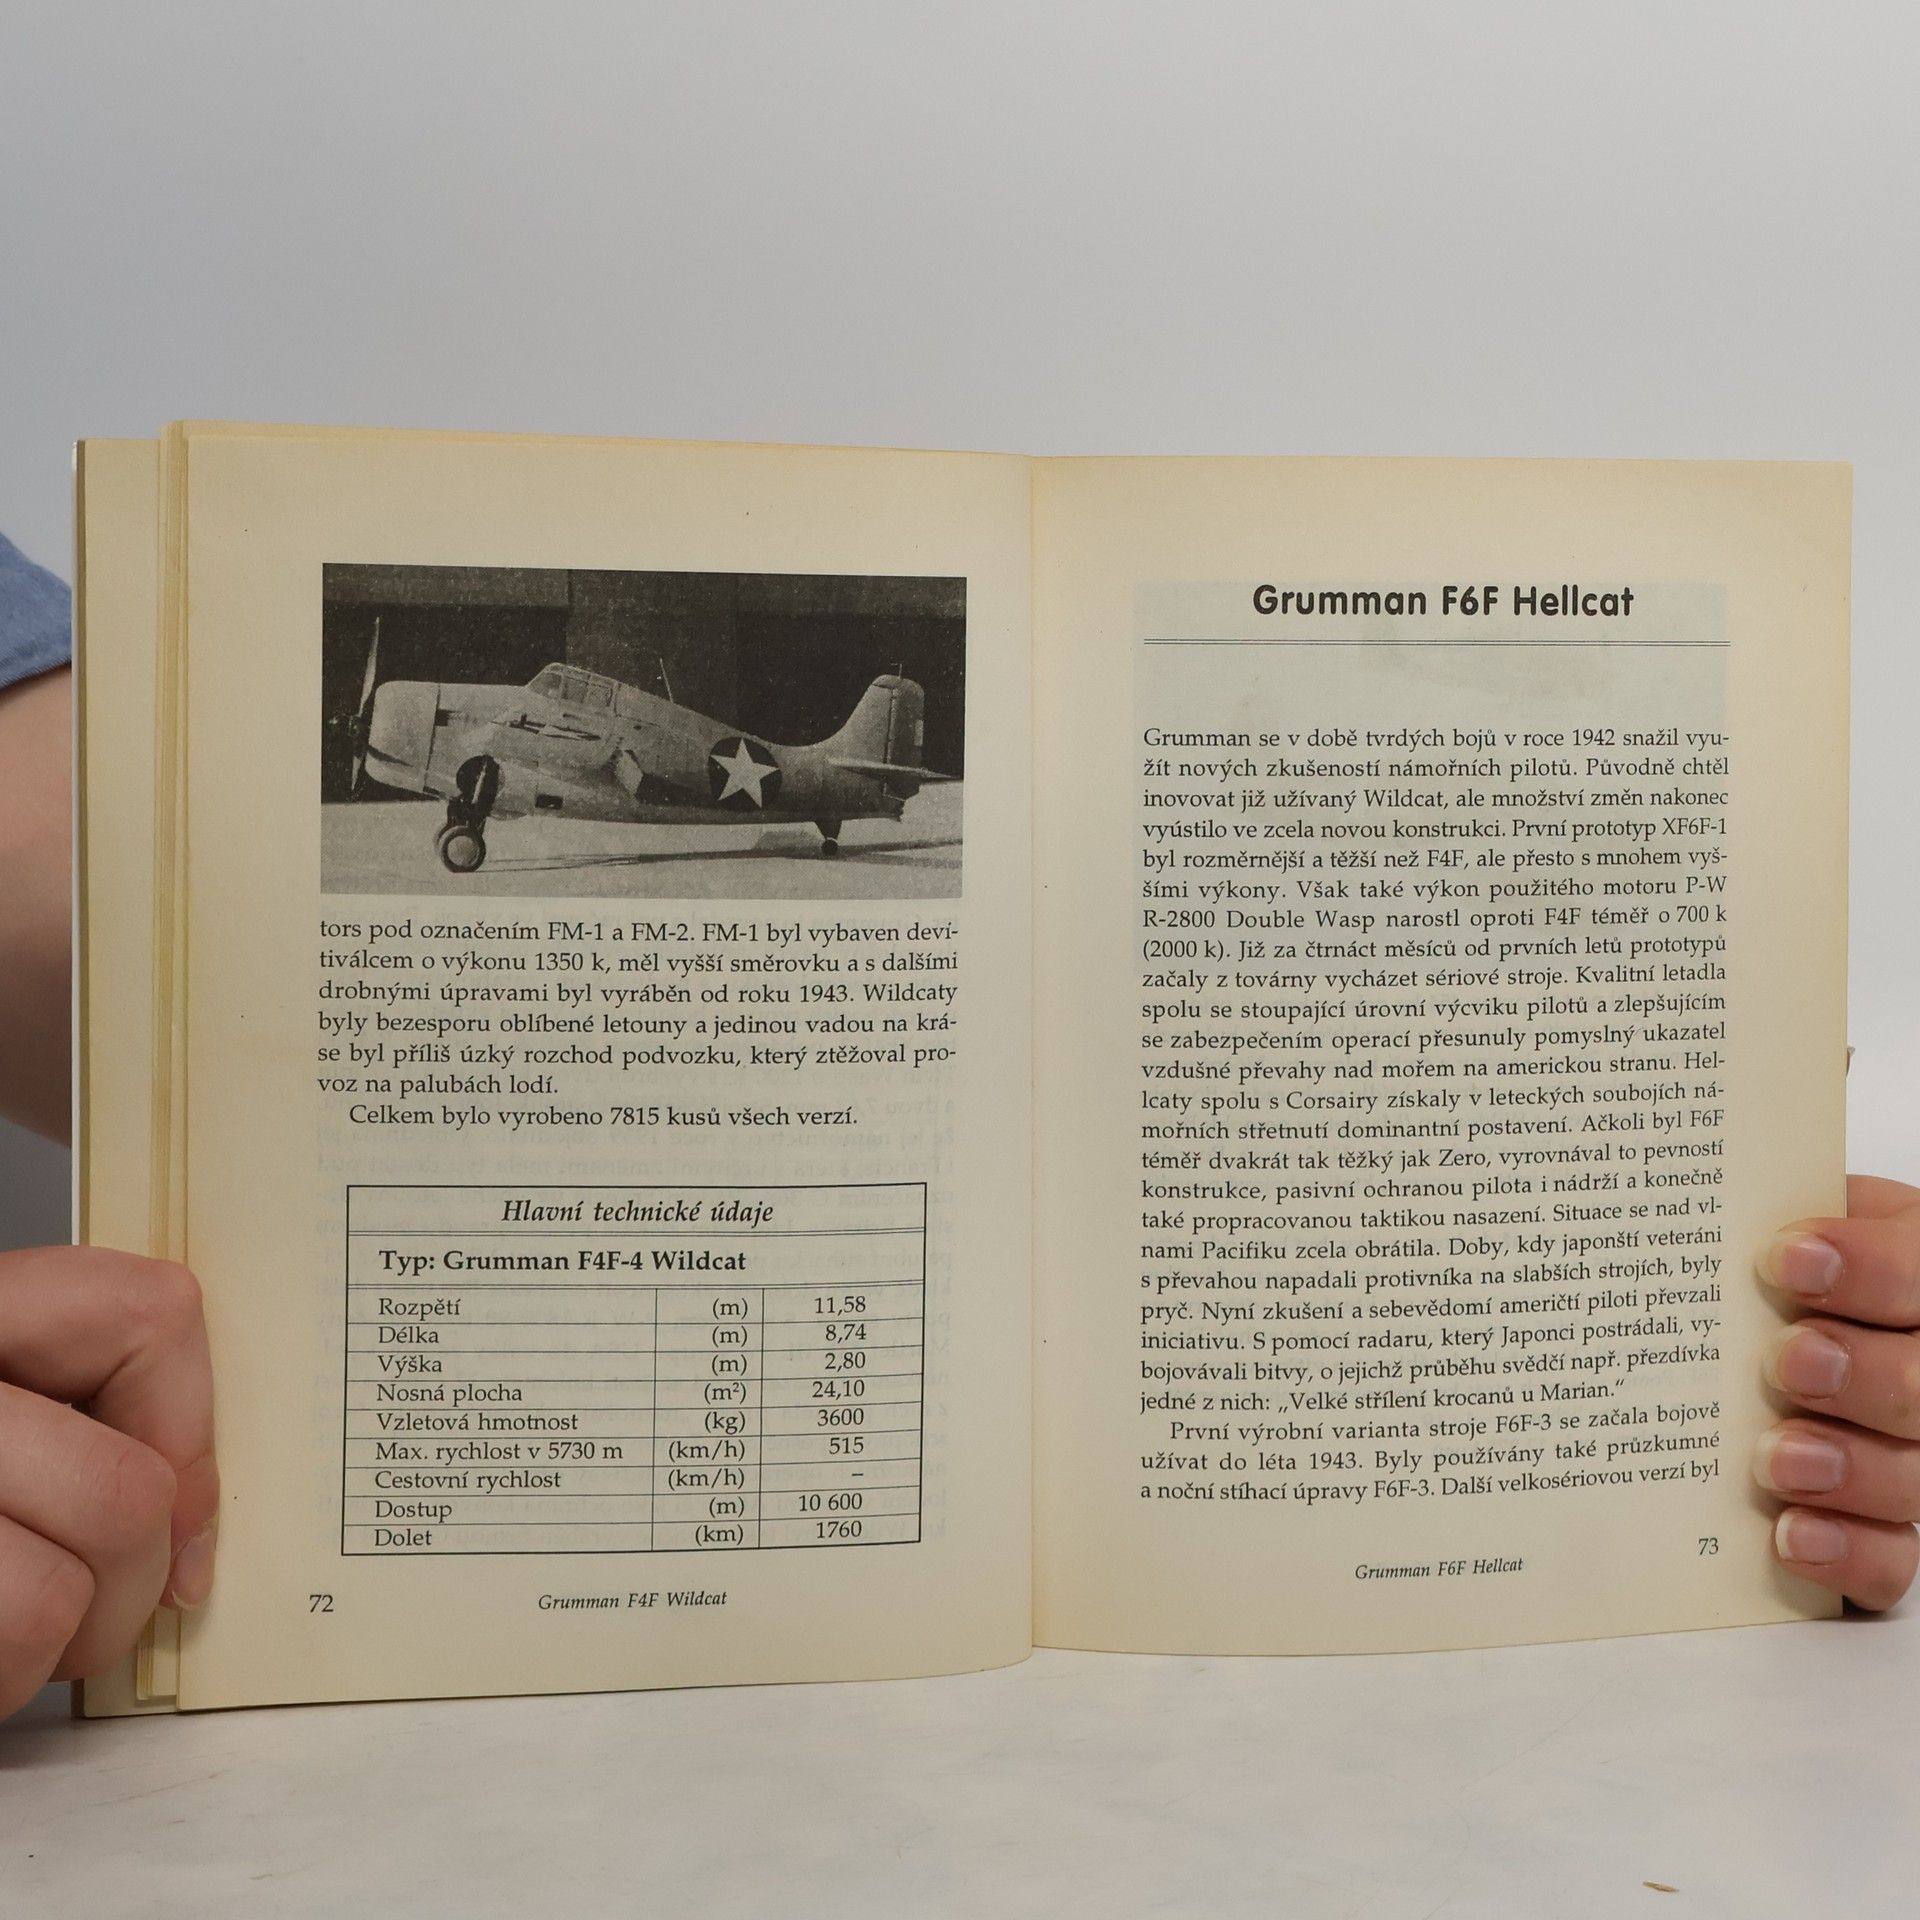 tors pod označením FM-1 a FM-2. FM-1 byl vybaven deví-
tiválcem o výkonu 1350 k, měl vyšší směrovku a s dalšími
drobnými úpravami byl vyráběn od roku 1943. Wildcaty
byly bezesporu oblíbené letouny a jedinou vadou na krá-
se byl příliš úzký rozchod podvozku, který ztěžoval pro-
voz na palubách lodí.
Celkem bylo vyrobeno 7815 kusů všech verzí.
Hlavní technické údaje
Typ: Grumman F4F-4 Wildcat
Rozpětí (m) 11,58
Délka (m) 8,74
Výška (m) 2,80
Nosná plocha (m²) 24,10
Vzletová hmotnost (kg) 3600
Max. rychlost v 5730 m (km/h) 515
Cestovní rychlost (km/h) –
Dostup (m) 10 600
Dolet (km) 1760
72 Grumman F4F Wildcat
Grumman F6F Hellcat
Grumman se v době tvrdých bojů v roce 1942 snažil vyu-
žít nových zkušeností námořních pilotů. Původně chtěl
inovovat již užívaný Wildcat, ale množství změn nakonec
vyústilo ve zcela novou konstrukci. První prototyp XF6F-1
byl rozměrnější a těžší než F4F, ale přesto s mnohem vyš-
šími výkony. Však také výkon použitého motoru P-W
R-2800 Double Wasp narostl oproti F4F téměř o 700 k
(2000 k). Již za čtrnáct měsíců od prvních letů prototypů
začaly z továrny vycházet sériové stroje. Kvalitní letadla
spolu se stoupající úrovní výcviku pilotů a zlepšujícím
se zabezpečením operací přesunuly pomyslný ukazatel
vzdušné převahy nad mořem na americkou stranu. Hel-
lcaty spolu s Corsairy získaly v leteckých soubojích ná-
mořních střetnutí dominantní postavení. Ačkoli byl F6F
téměř dvakrát tak těžký jak Zero, vyrovnával to pevností
konstrukce, pasivní ochranou pilota i nádrží a konečně
také propracovanou taktikou nasazení. Situace se nad vl-
nami Pacifiku zcela obrátila. Doby, kdy japonští veteráni
s převahou napadali protivníka na slabších strojích, byly
pryč. Nyní zkušení a sebevědomí američtí piloti převzali
iniciativu. S pomocí radaru, který Japonci postrádali, vy-
bojovávali bitvy, o jejichž průběhu svědčí např. přezdívka
jedné z nich: „Velké střílení krocanů u Marian.“
První výrobní varianta stroje F6F-3 se začala bojově
užívat do léta 1943. Byly používány také průzkumné
a noční stíhací úpravy F6F-3. Další velkosériovou verzí byl
Grumman F6F Hellcat 73